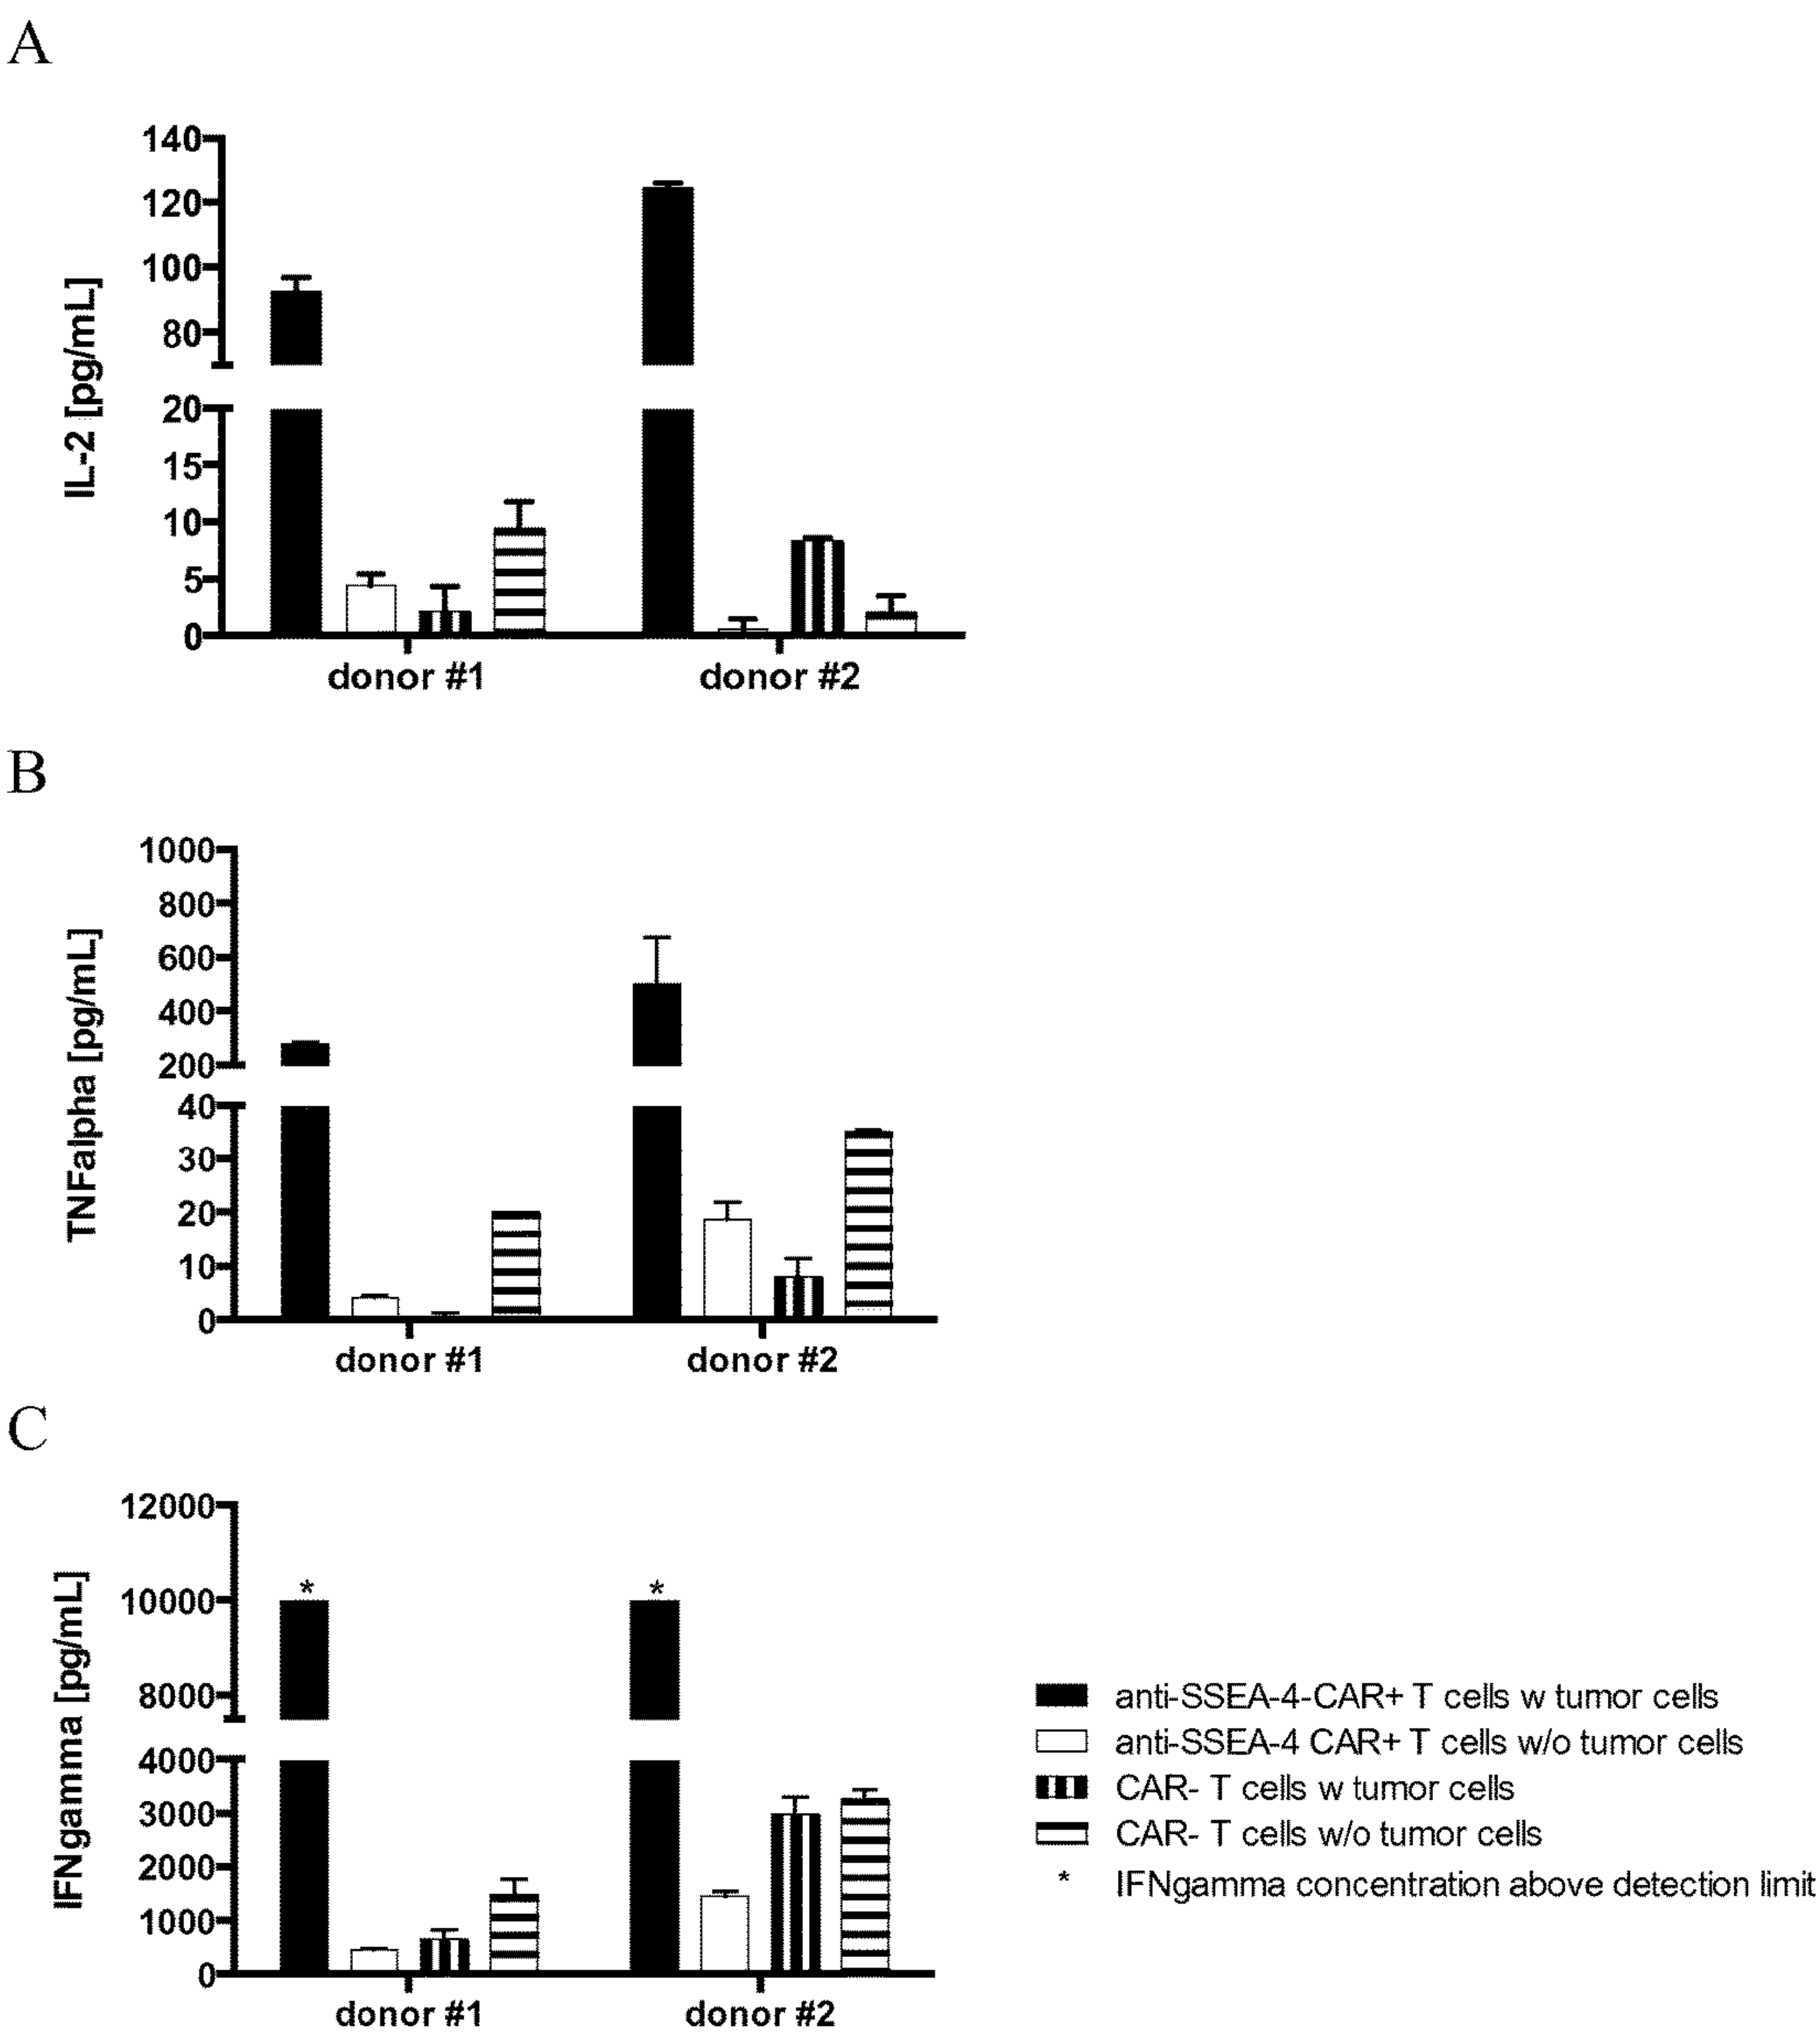 A
140
120
100
80
20
15
10
5
0
IL-2 [pg/mL]
donor #1 donor #2
B
1000
800
600
400
200
40
30
20
10
0
TNFalpha [pg/mL]
donor #1 donor #2
C
12000
10000
8000
4000
3000
2000
1000
0
IFNgamma [pg/mL]
* *
donor #1 donor #2
anti-SSEA-4-CAR+ T cells w tumor cells
anti-SSEA-4 CAR+ T cells w/o tumor cells
CAR- T cells w tumor cells
CAR- T cells w/o tumor cells
* IFNgamma concentration above detection limit